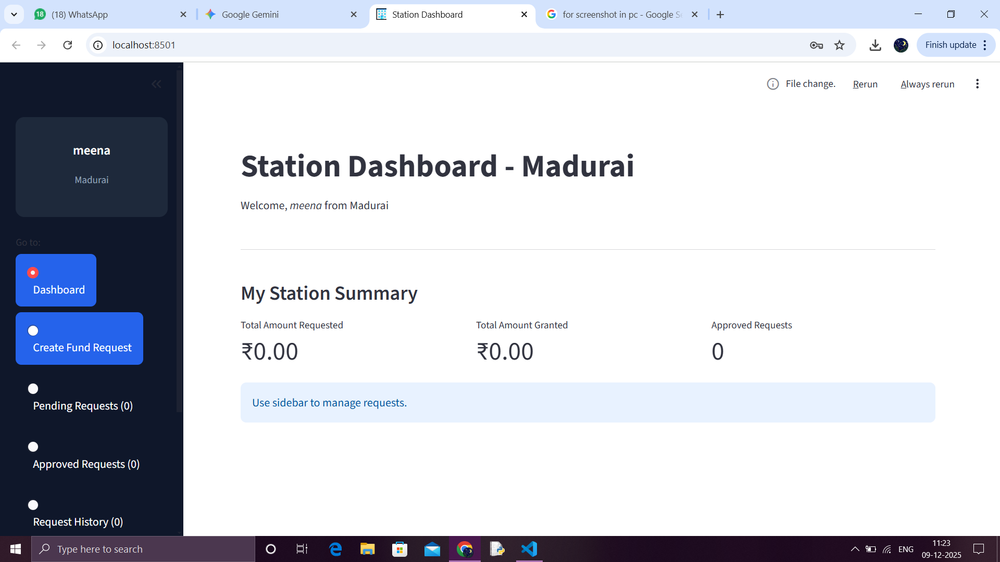 (18) WhatsApp
Google Gemini
Station Dashboard
for screenshot in pc - Google Se
localhost:8501
Finish update
File change.
Rerun
Always rerun
meena
Madurai
Go to:
Dashboard
Create Fund Request
Pending Requests (0)
Approved Requests (0)
Request History (0)
Station Dashboard - Madurai
Welcome, meena from Madurai
My Station Summary
Total Amount Requested
₹0.00
Total Amount Granted
₹0.00
Approved Requests
0
Use sidebar to manage requests.
Type here to search
ENG
11:23
09-12-2025